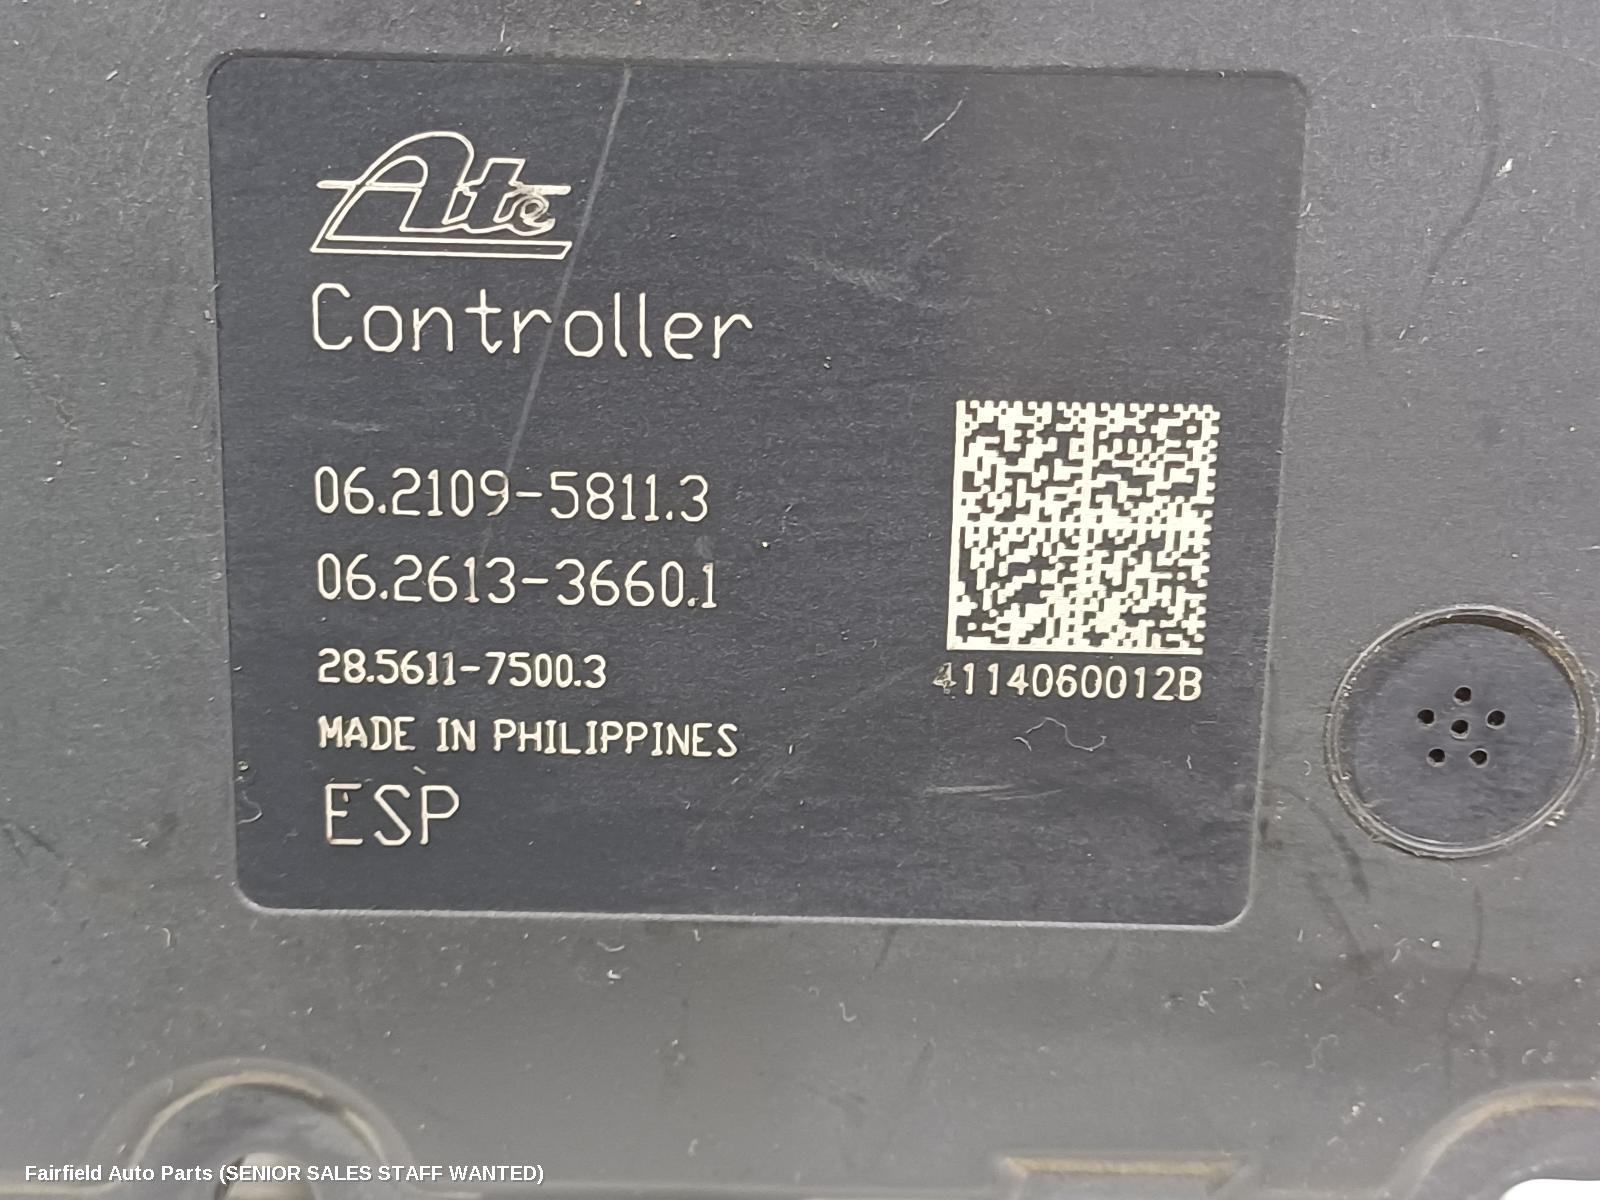 Ate
Controller
06.2109-5811.3
06.2613-3660.1
28.5611-7500.3
4114060012B
MADE IN PHILIPPINES
ESP
Fairfield Auto Parts (SENIOR SALES STAFF WANTED)